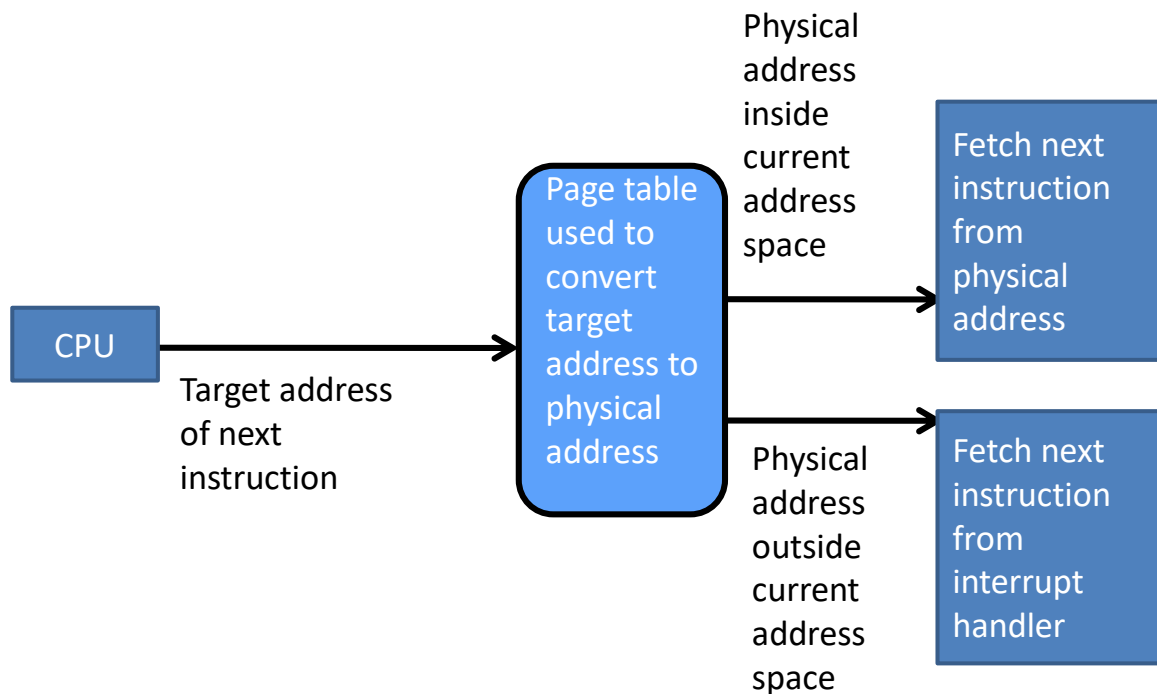 CPU
Target address
of next
instruction
Page table
used to
convert
target
address to
physical
address
Physical
address
inside
current
address
space
Fetch next
instruction
from
physical
address
Physical
address
outside
current
address
space
Fetch next
instruction
from
interrupt
handler